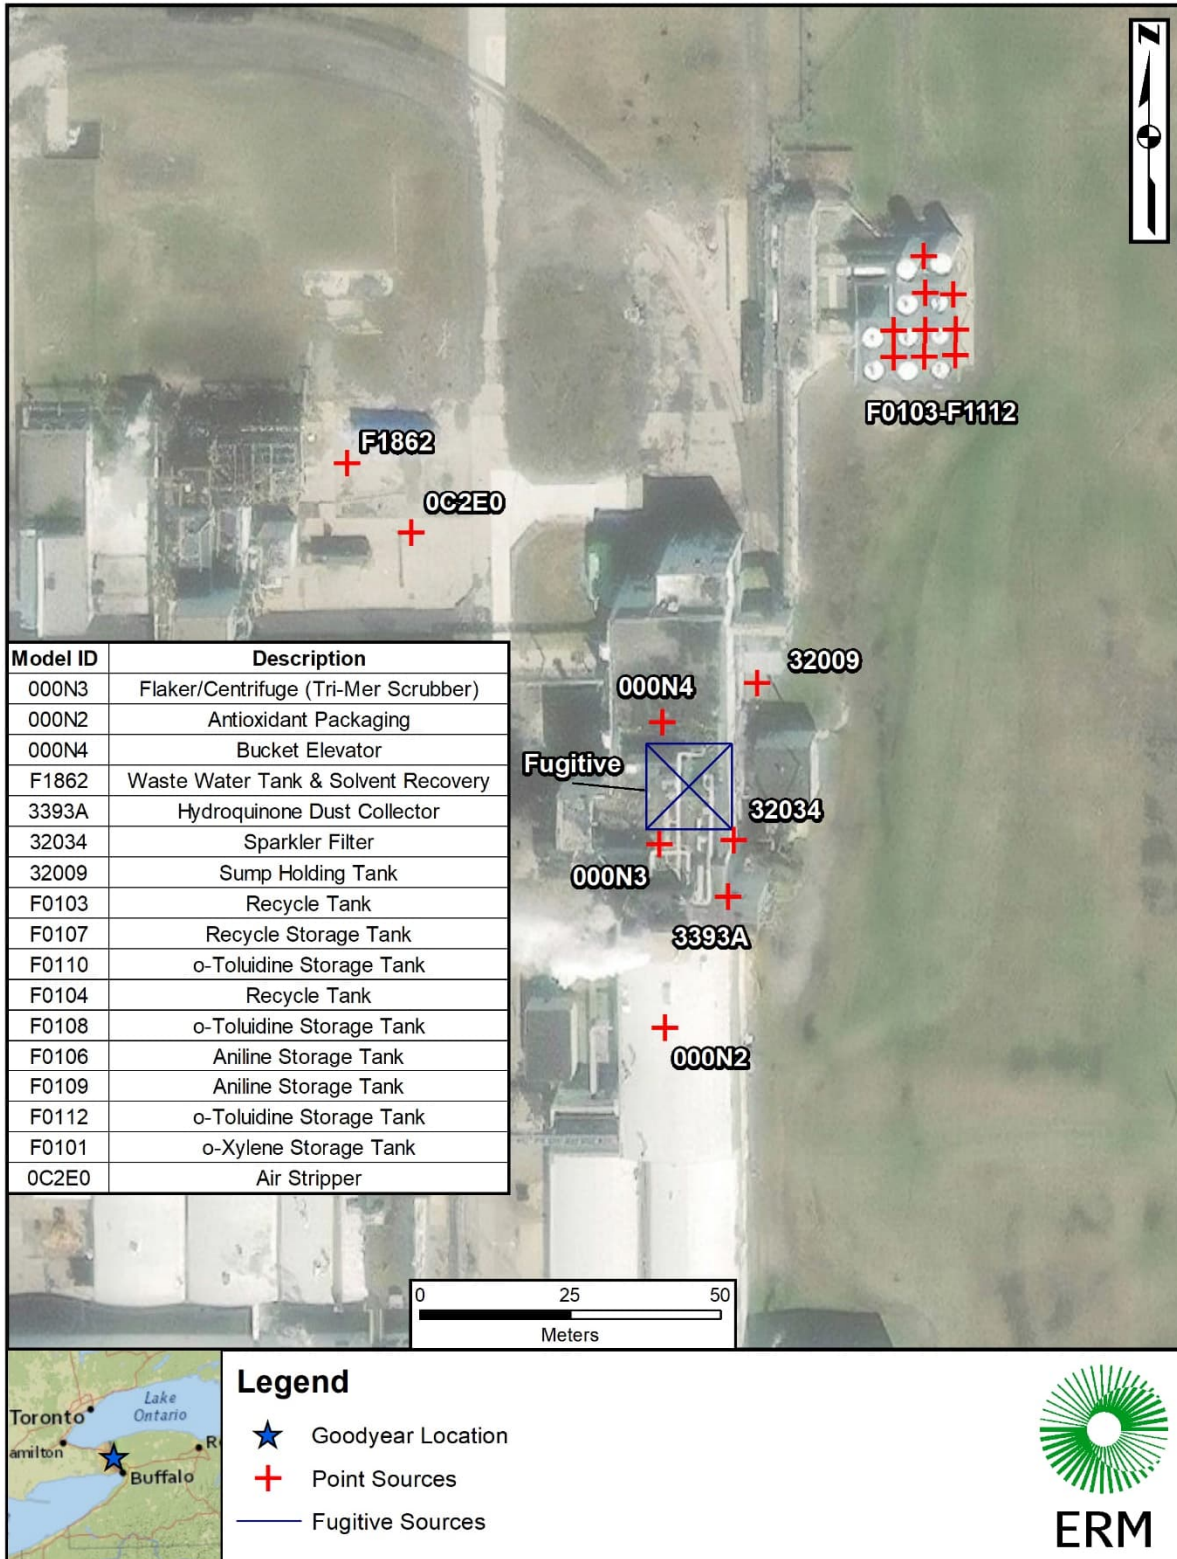 N
F0103-F1112
F1862
0C2E0
32009
000N4
Fugitive
32034
000N3
3393A
000N2
Model ID Description
000N3 Flaker/Centrifuge (Tri-Mer Scrubber)
000N2 Antioxidant Packaging
000N4 Bucket Elevator
F1862 Waste Water Tank & Solvent Recovery
3393A Hydroquinone Dust Collector
32034 Sparkler Filter
32009 Sump Holding Tank
F0103 Recycle Tank
F0107 Recycle Storage Tank
F0110 o-Toluidine Storage Tank
F0104 Recycle Tank
F0108 o-Toluidine Storage Tank
F0106 Aniline Storage Tank
F0109 Aniline Storage Tank
F0112 o-Toluidine Storage Tank
F0101 o-Xylene Storage Tank
0C2E0 Air Stripper
0 25 50
Meters
Toronto
Lake
Ontario
amilton
R
Buffalo
Legend
Goodyear Location
Point Sources
Fugitive Sources
ERM